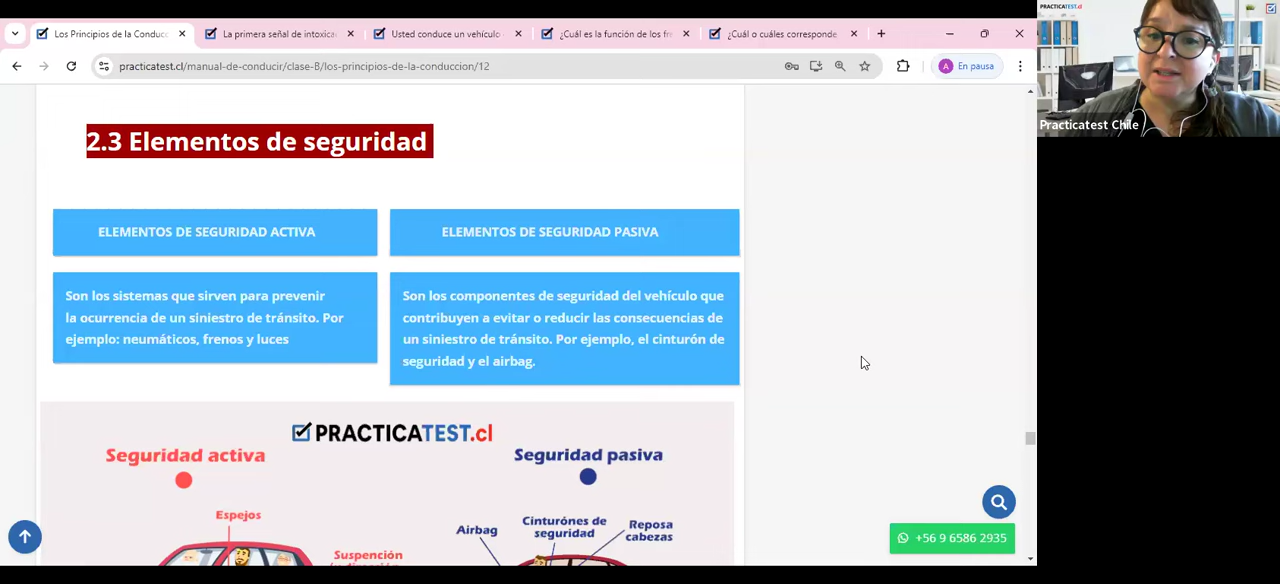 Los Principios de la Conducc
La primera señal de intoxica
Usted conduce un vehículo
¿Cuál es la función de los fre
¿Cuál o cuáles corresponde
practicatest.cl/manual-de-conducir/clase-B/los-principios-de-la-conduccion/12
A
En pausa
PRACTICATEST.cl
Practicatest Chile
2.3 Elementos de seguridad
ELEMENTOS DE SEGURIDAD ACTIVA
ELEMENTOS DE SEGURIDAD PASIVA
Son los sistemas que sirven para prevenir
la ocurrencia de un siniestro de tránsito. Por
ejemplo: neumáticos, frenos y luces
Son los componentes de seguridad del vehículo que
contribuyen a evitar o reducir las consecuencias de
un siniestro de tránsito. Por ejemplo, el cinturón de
seguridad y el airbag.
PRACTICATEST.cl
Seguridad activa
Seguridad pasiva
Espejos
Suspención
Airbag
Cinturónes de
seguridad
Reposa
cabezas
+56 9 6586 2935